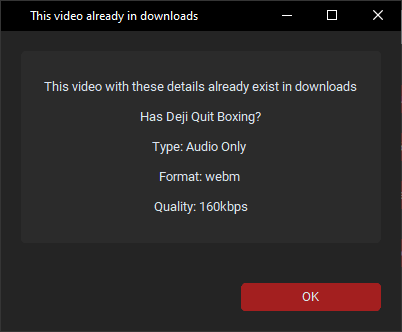 This video already in downloads
This video with these details already exist in downloads
Has Deji Quit Boxing?
Type: Audio Only
Format: webm
Quality: 160kbps
OK